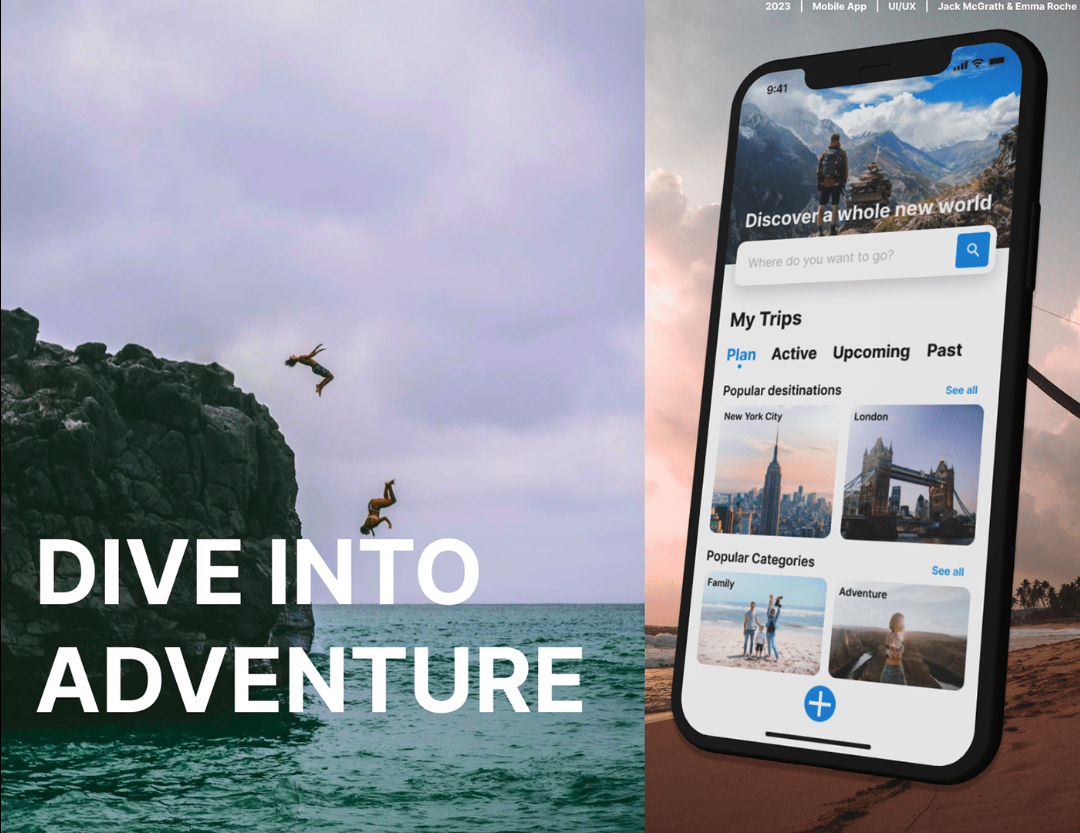 2023 | Mobile App | UI/UX | Jack McGrath & Emma Roche
DIVE INTO
ADVENTURE
9:41
Discover a whole new world
Where do you want to go?
My Trips
Plan Active Upcoming Past
Popular desitinations See all
New York City London
Popular Categories See all
Family Adventure